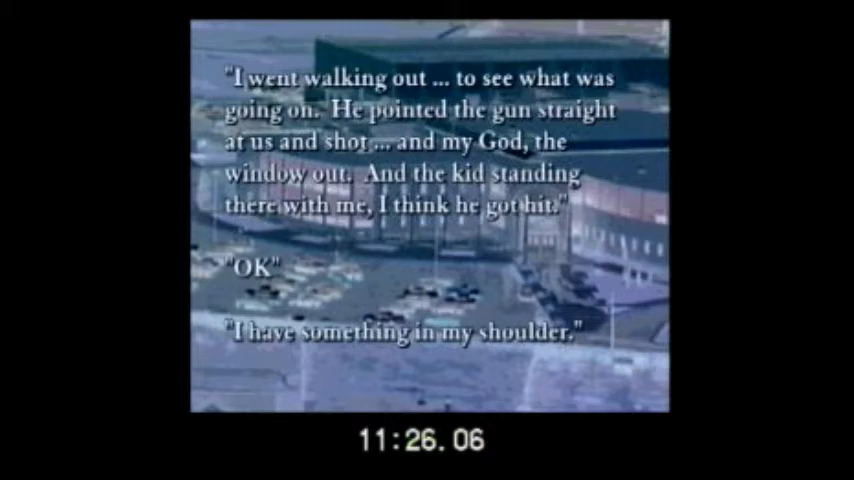 "I went walking out ... to see what was
going on.  He pointed the gun straight
at us and shot ... and my God, the
window out.  And the kid standing
there with me, I think he got hit."
"OK"
"I have something in my shoulder."
11:26.06